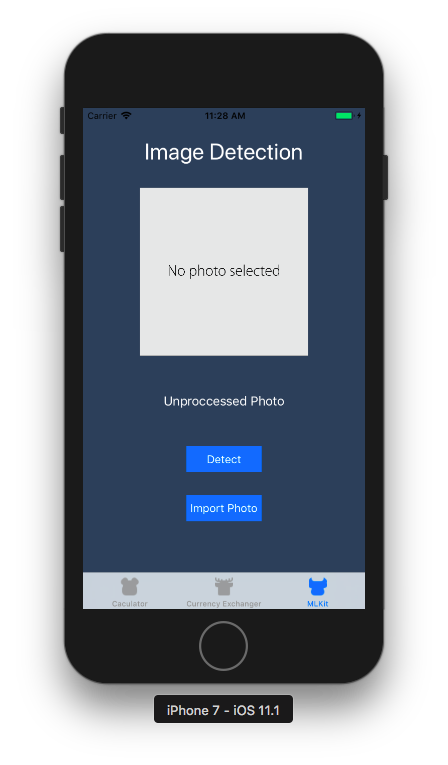 Carrier 11:28 AM
Image Detection
No photo selected
Unproccessed Photo
Detect
Import Photo
Caculator Currency Exchanger MLKit
iPhone 7 - iOS 11.1